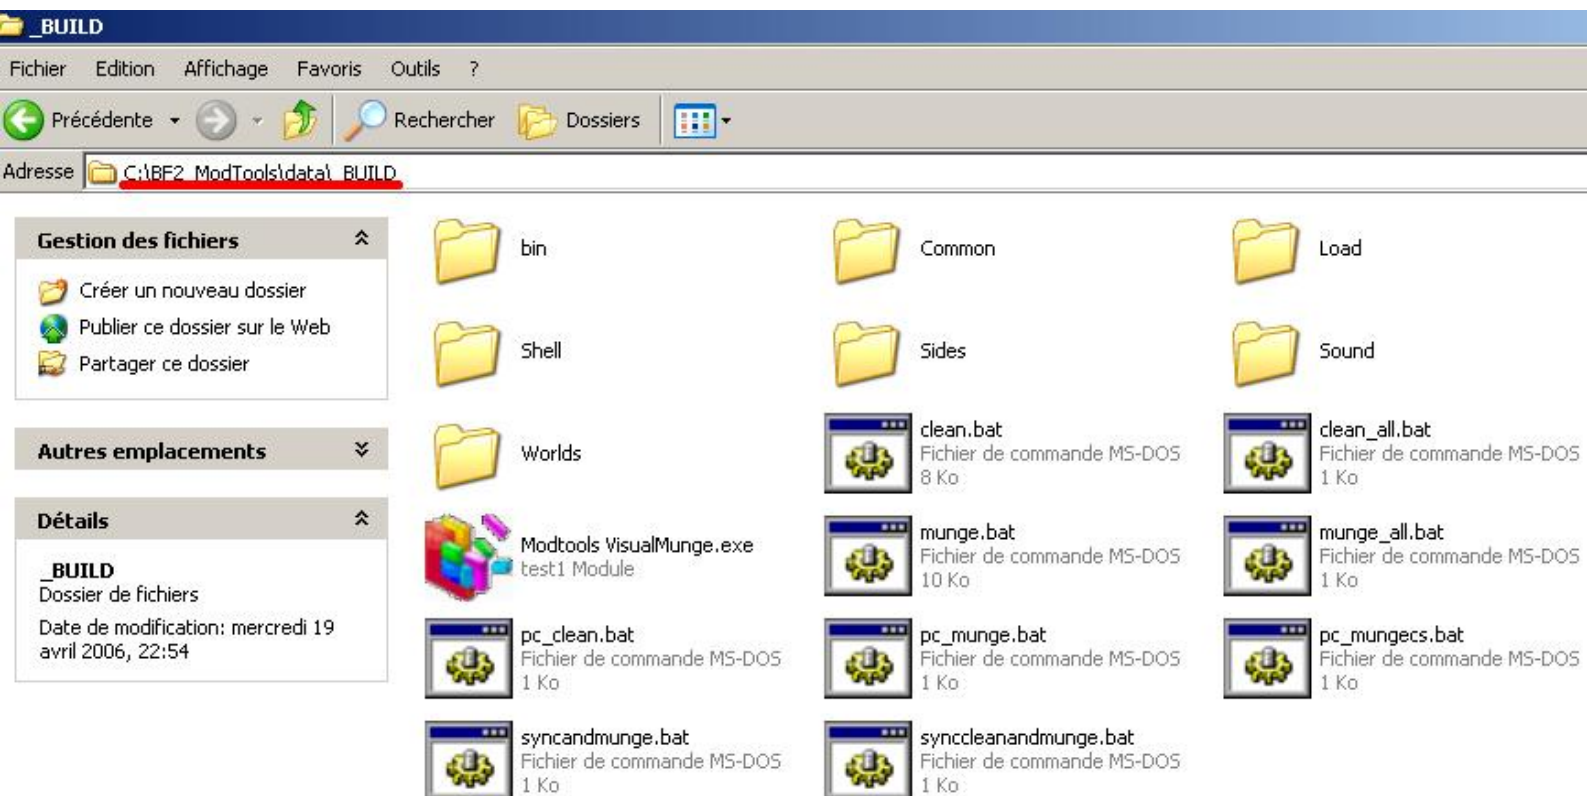 _BUILD
Fichier Edition Affichage Favoris Outils ?
Précédente Rechercher Dossiers
Adresse C:\BF2_ModTools\data\_BUILD
Gestion des fichiers
Créer un nouveau dossier
Publier ce dossier sur le Web
Partager ce dossier
Autres emplacements
Détails
_BUILD
Dossier de fichiers
Date de modification: mercredi 19
avril 2006, 22:54
bin
Common
Load
Shell
Sides
Sound
Worlds
clean.bat
Fichier de commande MS-DOS
8 Ko
clean_all.bat
Fichier de commande MS-DOS
1 Ko
Modtools VisualMunge.exe
test1 Module
munge.bat
Fichier de commande MS-DOS
10 Ko
munge_all.bat
Fichier de commande MS-DOS
1 Ko
pc_clean.bat
Fichier de commande MS-DOS
1 Ko
pc_munge.bat
Fichier de commande MS-DOS
1 Ko
pc_mungecs.bat
Fichier de commande MS-DOS
1 Ko
syncandmunge.bat
Fichier de commande MS-DOS
1 Ko
synccleanandmunge.bat
Fichier de commande MS-DOS
1 Ko